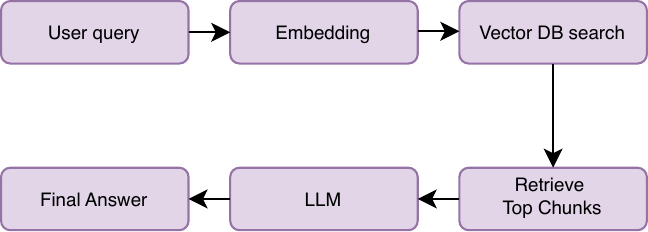 User query
Embedding
Vector DB search
Retrieve
Top Chunks
LLM
Final Answer